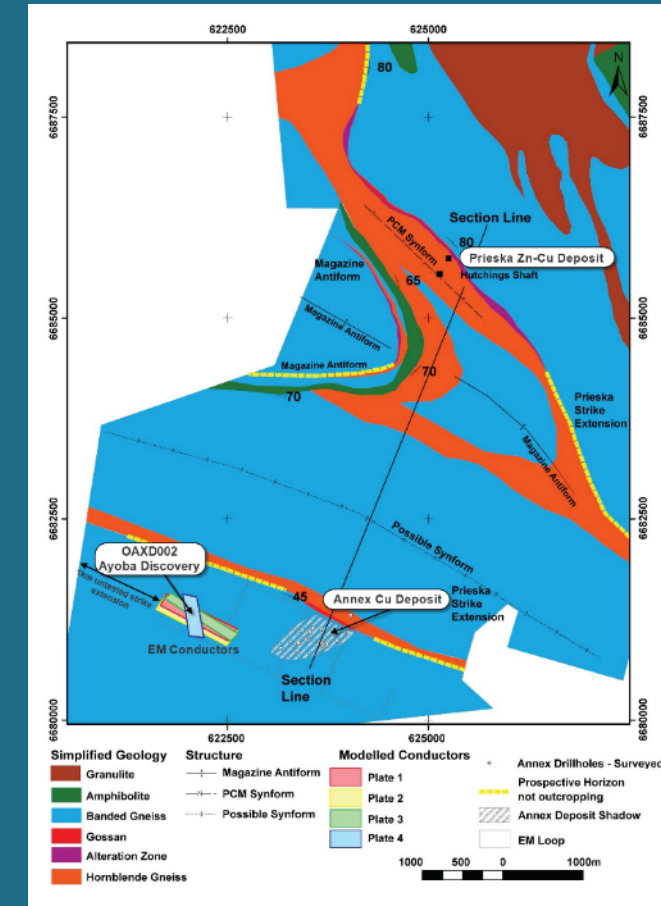 622500
625000
6687500
6687500
80
N
Section Line
PCM Synform
80
Prieska Zn-Cu Deposit
Hutchings Shaft
Magazine
Antiform
65
6685000
6685000
Magazine Antiform
Magazine Antiform
70
70
Prieska
Strike
Extension
Magazine Antiform
6682500
6682500
Possible Synform
OAXD002
Ayoba Discovery
1km untested strike
extension
45
Annex Cu Deposit
Prieska
Strike
Extension
EM Conductors
Section
Line
6680000
6680000
622500
625000
Simplified Geology
Granulite
Amphibolite
Banded Gneiss
Gossan
Alteration Zone
Hornblende Gneiss
Structure
Magazine Antiform
PCM Synform
Possible Synform
Modelled Conductors
Plate 1
Plate 2
Plate 3
Plate 4
Annex Drillholes - Surveyed
Prospective Horizon
not outcropping
Annex Deposit Shadow
EM Loop
1000 500 0 1000m